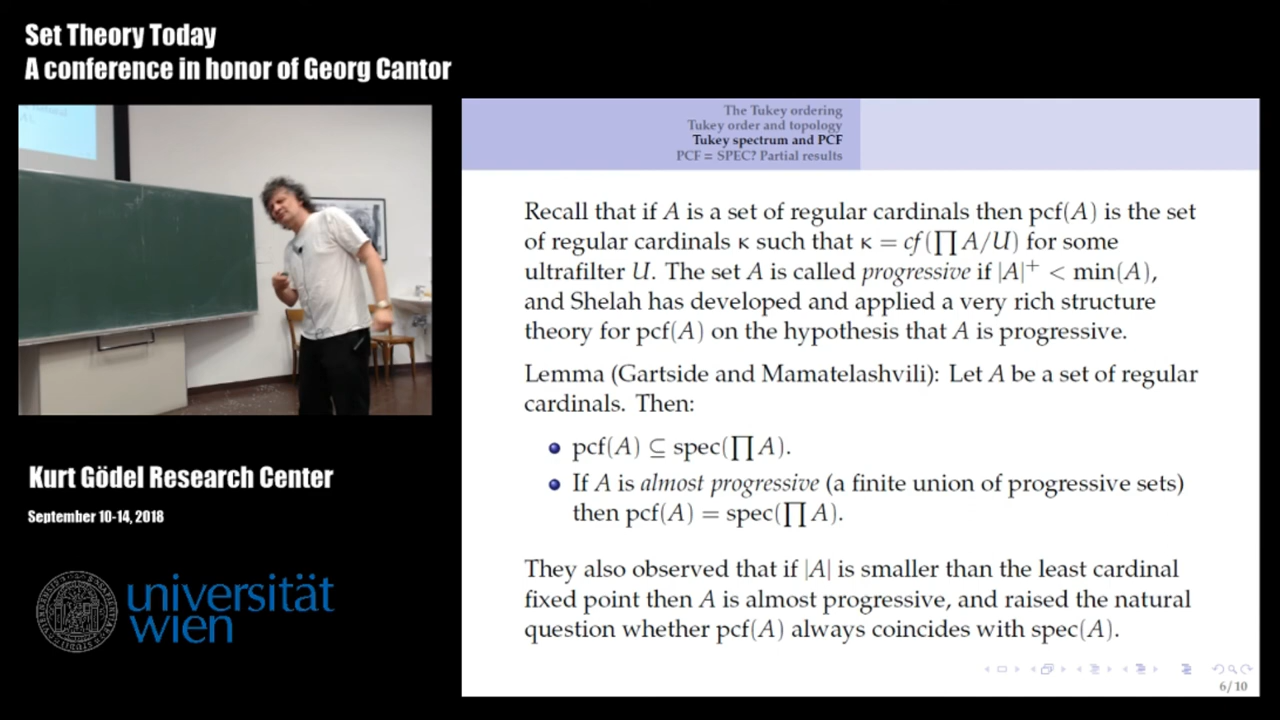 Set Theory Today
A conference in honor of Georg Cantor
The Tukey ordering
Tukey order and topology
Tukey spectrum and PCF
PCF = SPEC? Partial results
Recall that if A is a set of regular cardinals then pcf(A) is the set
of regular cardinals κ such that κ = cf(∏ A/U) for some
ultrafilter U. The set A is called progressive if |A|⁺ < min(A),
and Shelah has developed and applied a very rich structure
theory for pcf(A) on the hypothesis that A is progressive.
Lemma (Gartside and Mamatelashvili): Let A be a set of regular
cardinals. Then:
pcf(A) ⊆ spec(∏ A).
If A is almost progressive (a finite union of progressive sets)
then pcf(A) = spec(∏ A).
They also observed that if |A| is smaller than the least cardinal
fixed point then A is almost progressive, and raised the natural
question whether pcf(A) always coincides with spec(A).
6/10
Kurt Gödel Research Center
September 10-14, 2018
universität
wien